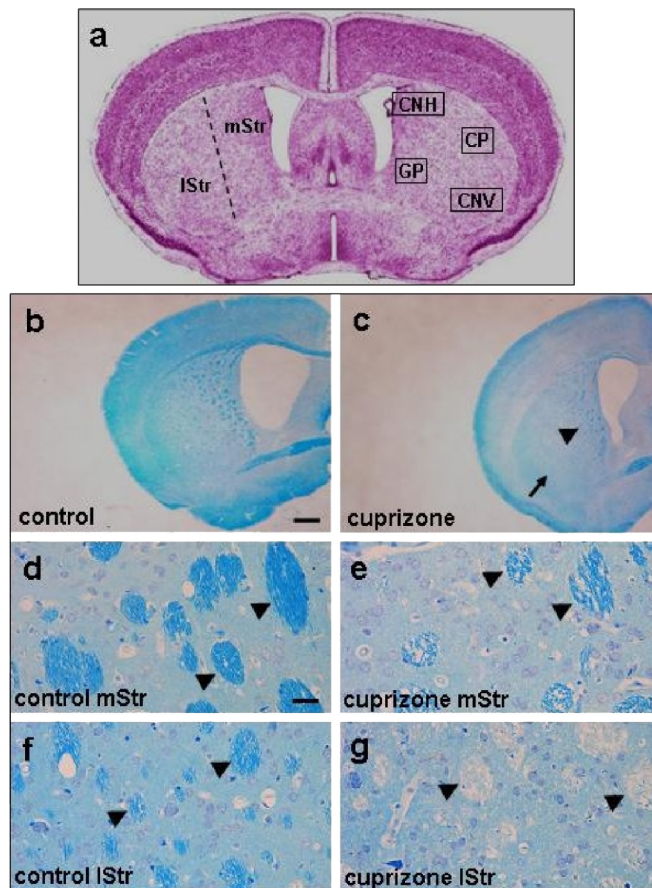 a
mStr
lStr
CNH
CP
GP
CNV
b
control
c
cuprizone
d
control mStr
e
cuprizone mStr
f
control lStr
g
cuprizone lStr